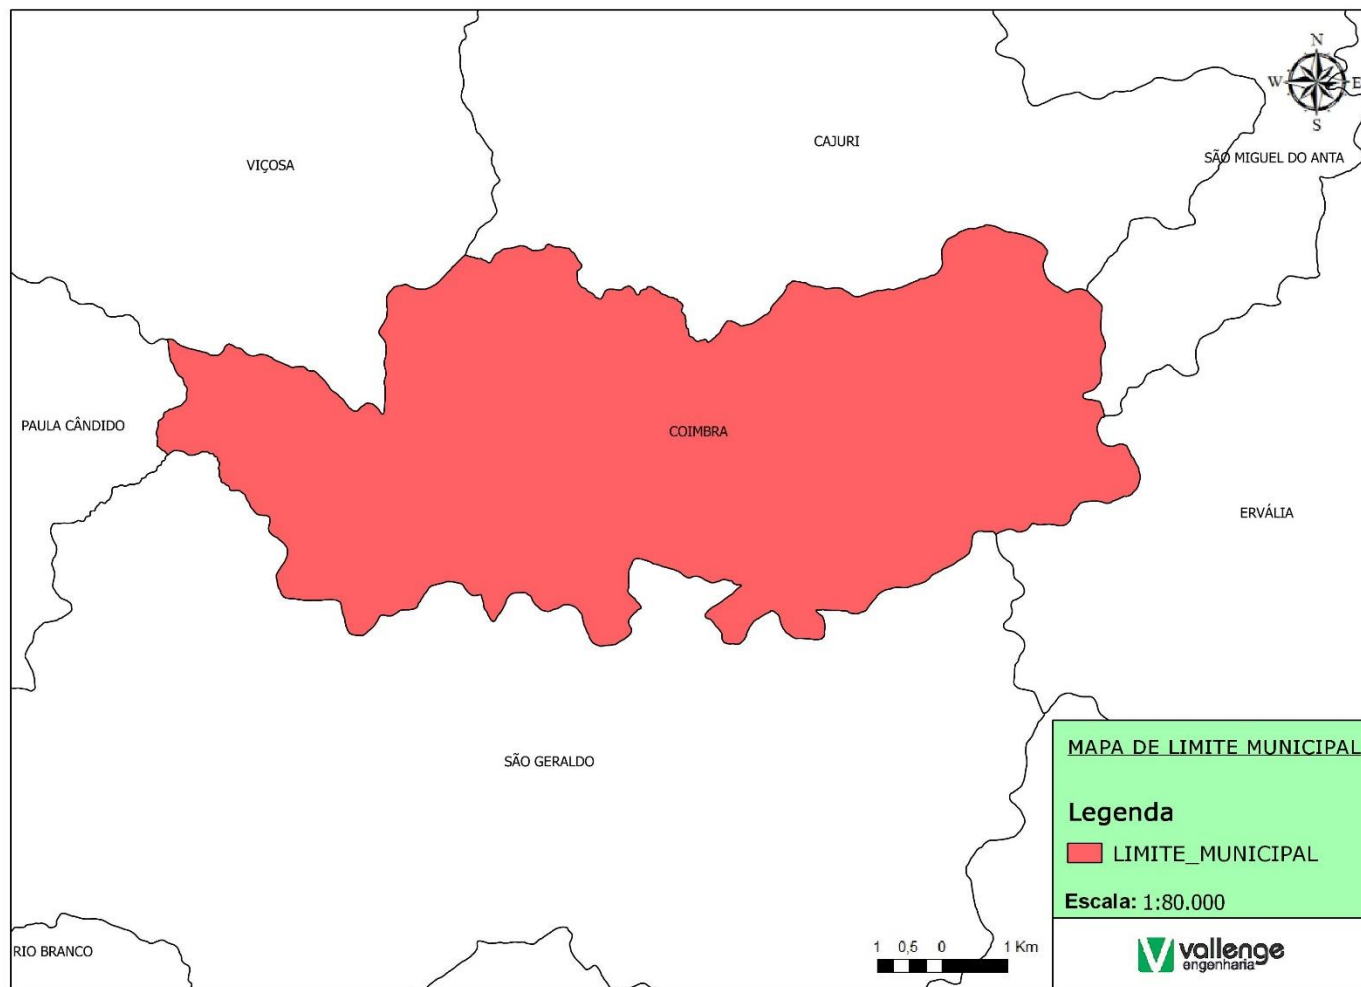 N
W E
S
CAJURI
SÃO MIGUEL DO ANTA
VIÇOSA
PAULA CÂNDIDO
COIMBRA
ERVÁLIA
SÃO GERALDO
RIO BRANCO
MAPA DE LIMITE MUNICIPAL
Legenda
LIMITE_MUNICIPAL
Escala: 1:80.000
1 0,5 0 1 Km
vallenge
engenharia